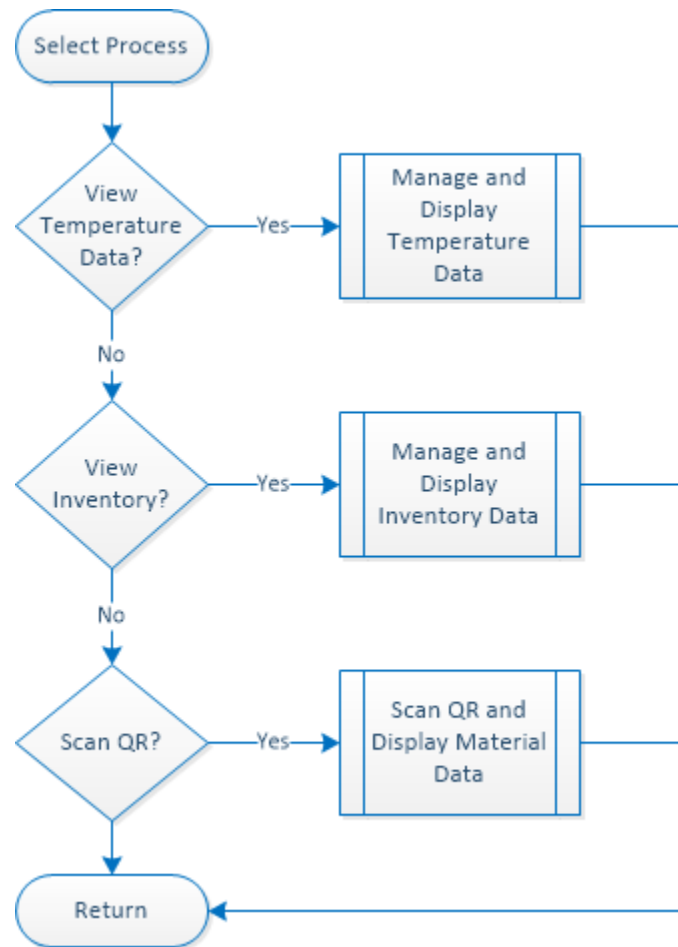 Select Process
View
Temperature
Data?
Yes
Manage and
Display
Temperature
Data
No
View
Inventory?
Yes
Manage and
Display
Inventory Data
No
Scan QR?
Yes
Scan QR and
Display Material
Data
Return